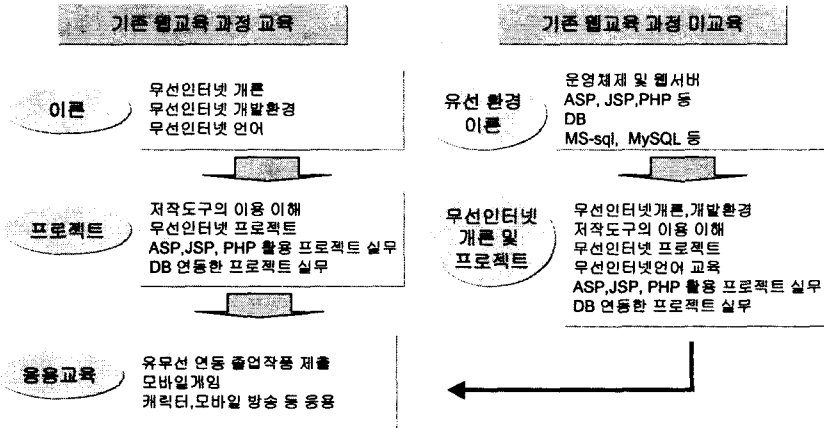 기존 웹교육 과정 교육
이론
무선인터넷 개론
무선인터넷 개발환경
무선인터넷 언어
프로젝트
저작도구의 이용 이해
무선인터넷 프로젝트
ASP,JSP, PHP 활용 프로젝트 실무
DB 연동한 프로젝트 실무
응용교육
유무선 연동 졸업작품 제출
모바일게임
캐릭터,모바일 방송 등 응용
기존 웹교육 과정 미교육
유선 환경
이론
운영체제 및 웹서버
ASP, JSP,PHP 등
DB
MS-sql, MySQL 등
무선인터넷
개론 및
프로젝트
무선인터넷개론,개발환경
저작도구의 이용 이해
무선인터넷 프로젝트
무선인터넷언어 교육
ASP,JSP, PHP 활용 프로젝트 실무
DB 연동한 프로젝트 실무